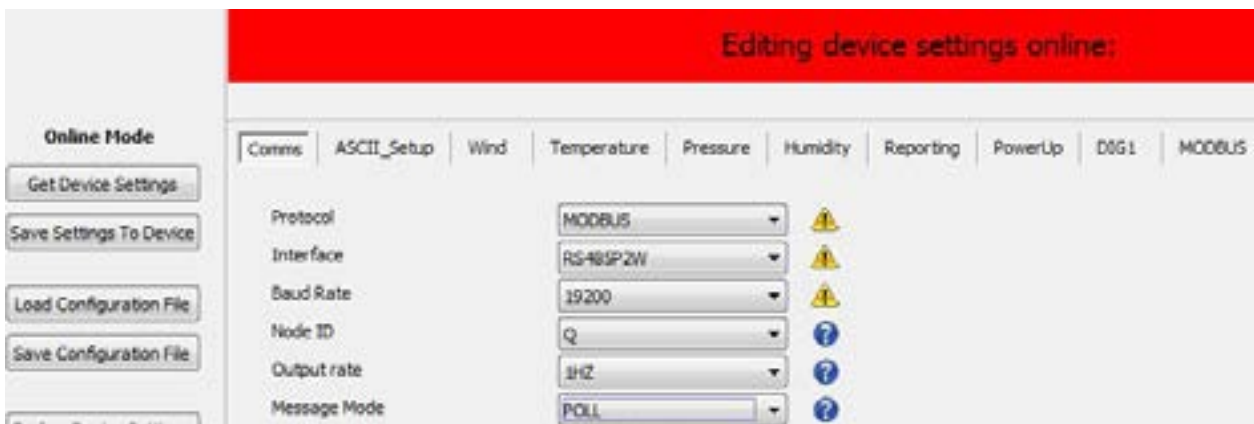 Editing device settings online:
Online Mode
Get Device Settings
Save Settings To Device
Load Configuration File
Save Configuration File
Comms ASCII_Setup Wind Temperature Pressure Humidity Reporting PowerUp DIG1 MODBUS
Protocol MODBUS
Interface RS485P2W
Baud Rate 19200
Node ID Q
Output rate 1HZ
Message Mode POLL